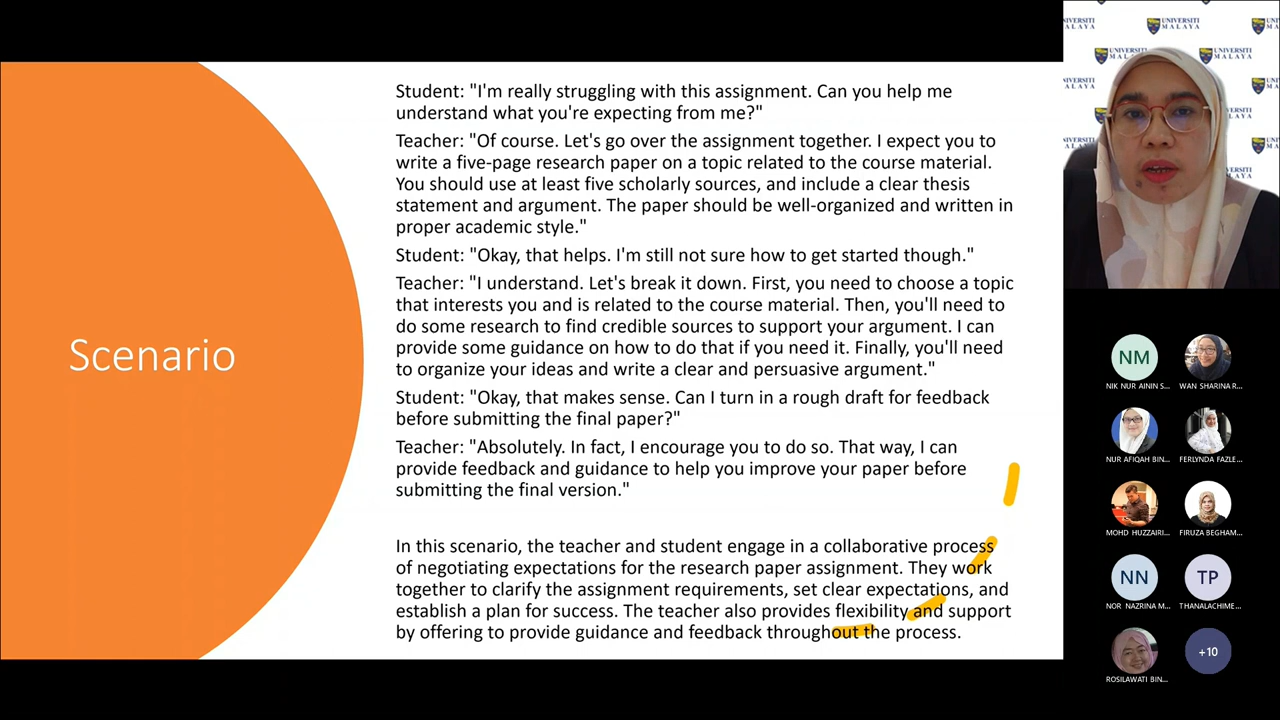 Scenario
Student: "I'm really struggling with this assignment. Can you help me
understand what you're expecting from me?"
Teacher: "Of course. Let's go over the assignment together. I expect you to
write a five-page research paper on a topic related to the course material.
You should use at least five scholarly sources, and include a clear thesis
statement and argument. The paper should be well-organized and written in
proper academic style."
Student: "Okay, that helps. I'm still not sure how to get started though."
Teacher: "I understand. Let's break it down. First, you need to choose a topic
that interests you and is related to the course material. Then, you'll need to
do some research to find credible sources to support your argument. I can
provide some guidance on how to do that if you need it. Finally, you'll need
to organize your ideas and write a clear and persuasive argument."
Student: "Okay, that makes sense. Can I turn in a rough draft for feedback
before submitting the final paper?"
Teacher: "Absolutely. In fact, I encourage you to do so. That way, I can
provide feedback and guidance to help you improve your paper before
submitting the final version."
In this scenario, the teacher and student engage in a collaborative process
of negotiating expectations for the research paper assignment. They work
together to clarify the assignment requirements, set clear expectations, and
establish a plan for success. The teacher also provides flexibility and support
by offering to provide guidance and feedback throughout the process.
UNIVERSITI
MALAYA
NM
NIK NUR AININ S...
WAN SHARINA R...
NUR AFIQAH BIN...
FERLYNDA FAZLE...
MOHD HUZZAIRI...
FIRUZA BEGHAM...
NN
TP
NOR NAZRINA M...
THANALACHIME...
ROSILAWATI BIN...
+10